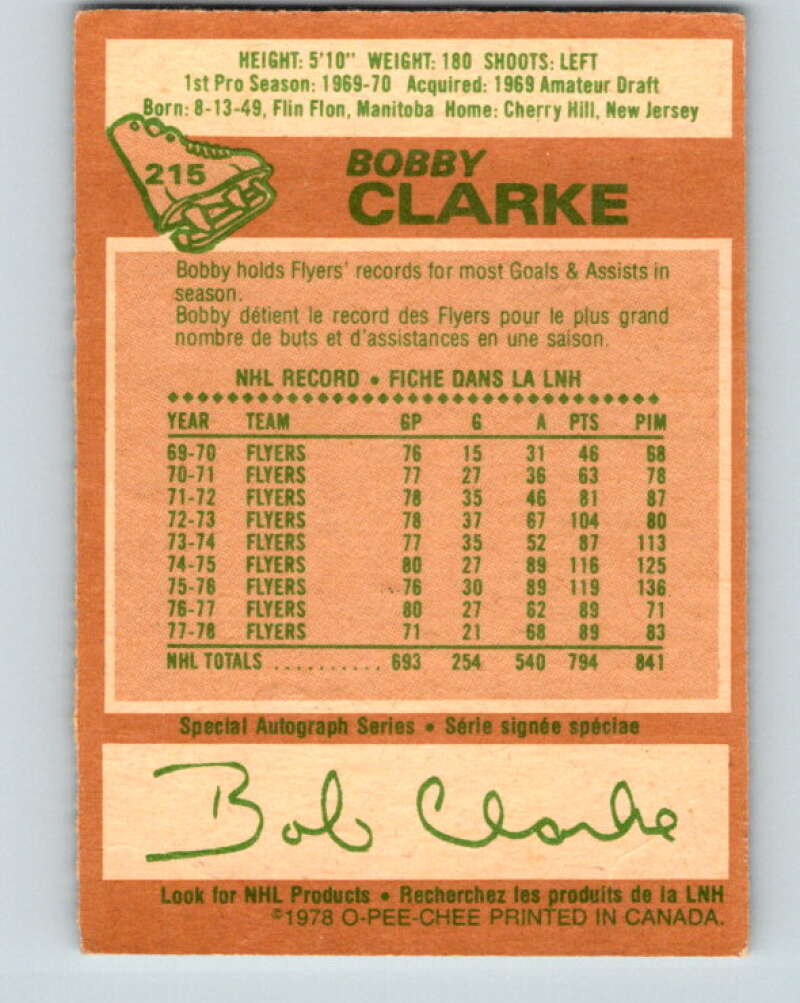 HEIGHT: 5'10" WEIGHT: 180 SHOOTS: LEFT
1st Pro Season: 1969-70 Acquired: 1969 Amateur Draft
Born: 8-13-49, Flin Flon, Manitoba Home: Cherry Hill, New Jersey
215
BOBBY
CLARKE
Bobby holds Flyers' records for most Goals & Assists in
season.
Bobby détient le record des Flyers pour le plus grand
nombre de buts et d'assistances en une saison.
NHL RECORD • FICHE DANS LA LNH
YEAR TEAM GP G A PTS PIM
69-70 FLYERS 76 15 31 46 68
70-71 FLYERS 77 27 36 63 78
71-72 FLYERS 78 35 46 81 87
72-73 FLYERS 78 37 67 104 80
73-74 FLYERS 77 35 52 87 113
74-75 FLYERS 80 27 89 116 125
75-76 FLYERS 76 30 89 119 136
76-77 FLYERS 80 27 62 89 71
77-78 FLYERS 71 21 68 89 83
NHL TOTALS .......... 693 254 540 794 841
Special Autograph Series • Série signée spéciae
Bob Clarke
Look for NHL Products • Recherchez les produits de la LNH
©1978 O-PEE-CHEE PRINTED IN CANADA.